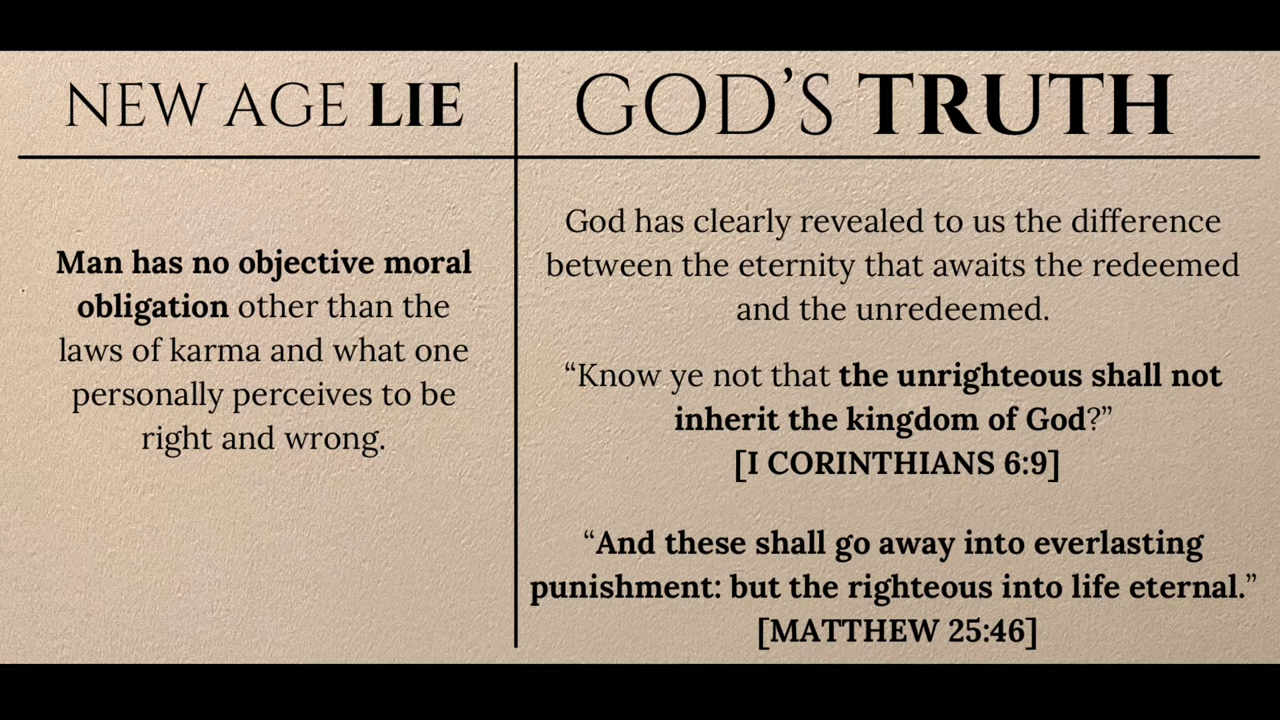 NEW AGE LIE
Man has no objective moral
obligation other than the
laws of karma and what one
personally perceives to be
right and wrong.
GOD’S TRUTH
God has clearly revealed to us the difference
between the eternity that awaits the redeemed
and the unredeemed.
“Know ye not that the unrighteous shall not
inherit the kingdom of God?”
[I CORINTHIANS 6:9]
“And these shall go away into everlasting
punishment: but the righteous into life eternal.”
[MATTHEW 25:46]